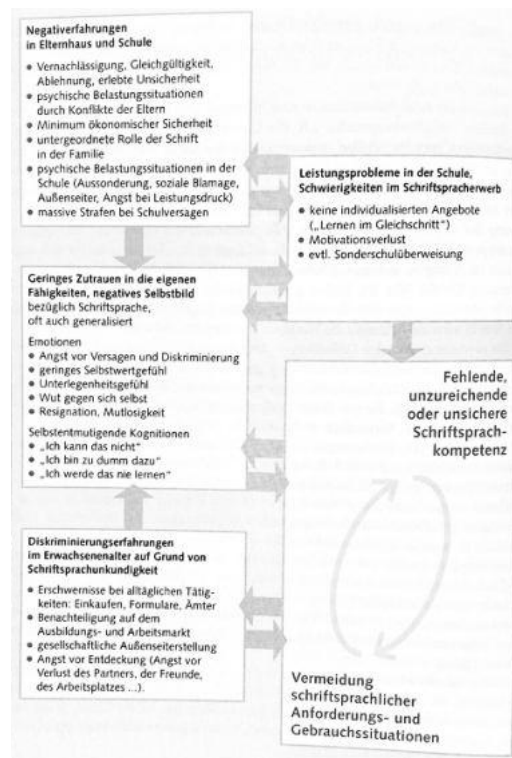 Negativerfahrungen
in Elternhaus und Schule
• Vernachlässigung, Gleichgültigkeit,
Ablehnung, erlebte Unsicherheit
• psychische Belastungssituationen
durch Konflikte der Eltern
• Minimum ökonomischer Sicherheit
• untergeordnete Rolle der Schrift
in der Familie
• psychische Belastungssituationen in der
Schule (Aussonderung, soziale Blamage,
Außenseiter, Angst bei Leistungsdruck)
• massive Strafen bei Schulversagen
Leistungsprobleme in der Schule,
Schwierigkeiten im Schriftspracherwerb
• keine individualisierten Angebote
(„Lernen im Gleichschritt“)
• Motivationsverlust
• evtl. Sonderschulüberweisung
Geringes Zutrauen in die eigenen
Fähigkeiten, negatives Selbstbild
bezüglich Schriftsprache,
oft auch generalisiert
Emotionen
• Angst vor Versagen und Diskriminierung
• geringes Selbstwertgefühl
• Unterlegenheitsgefühl
• Wut gegen sich selbst
• Resignation, Mutlosigkeit
Selbstentmutigende Kognitionen
• „Ich kann das nicht“
• „Ich bin zu dumm dazu“
• „Ich werde das nie lernen“
Fehlende,
unzureichende
oder unsichere
Schriftsprach-
kompetenz
Diskriminierungserfahrungen
im Erwachsenenalter auf Grund von
Schriftsprachunkundigkeit
• Erschwernisse bei alltäglichen Tätig-
keiten: Einkaufen, Formulare, Ämter
• Benachteiligung auf dem
Ausbildungs- und Arbeitsmarkt
• gesellschaftliche Außenseiterstellung
• Angst vor Entdeckung (Angst vor
Verlust des Partners, der Freunde,
des Arbeitsplatzes ...).
Vermeidung
schriftsprachlicher
Anforderungs- und
Gebrauchssituationen